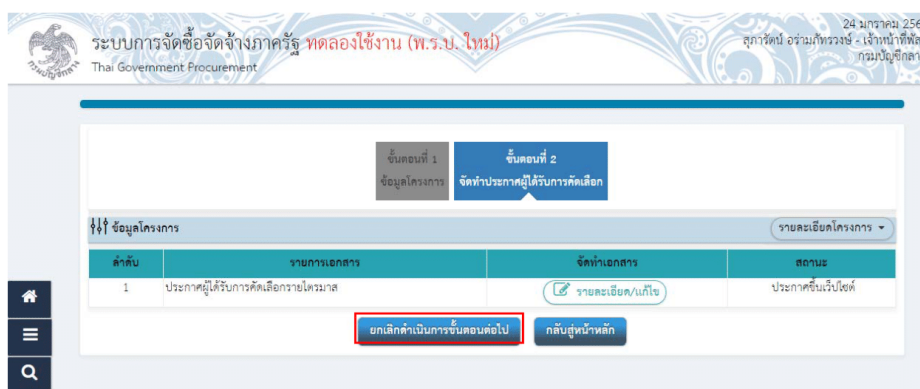 24 มกราคม 256
ระบบการจัดซื้อจัดจ้างภาครัฐ ทดลองใช้งาน (พ.ร.บ. ใหม่)
สุภารัตน์ อร่ามภัทรวงษ์ - เจ้าหน้าที่พัส
Thai Government Procurement
กรมบัญชีกลา
ขั้นตอนที่ 1
ข้อมูลโครงการ
ขั้นตอนที่ 2
จัดทำประกาศผู้ได้รับการคัดเลือก
ข้อมูลโครงการ
รายละเอียดโครงการ
ลำดับ รายการเอกสาร จัดทำเอกสาร สถานะ
1 ประกาศผู้ได้รับการคัดเลือกรายไตรมาส รายละเอียด/แก้ไข ประกาศขึ้นเว็บไซต์
ยกเลิกดำเนินการขั้นตอนต่อไป กลับสู่หน้าหลัก